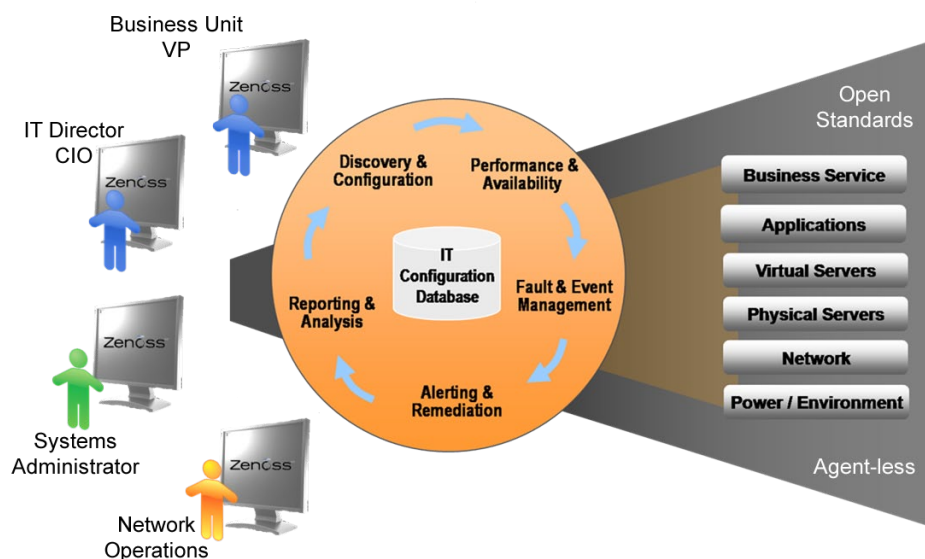 Business Unit
VP
Zenoss
IT Director
CIO
Zenoss
Zenoss
Systems
Administrator
Zenoss
Network
Operations
Discovery &
Configuration
Performance &
Availability
Fault & Event
Management
Alerting &
Remediation
Reporting &
Analysis
IT
Configuration
Database
Open
Standards
Business Service
Applications
Virtual Servers
Physical Servers
Network
Power / Environment
Agent-less